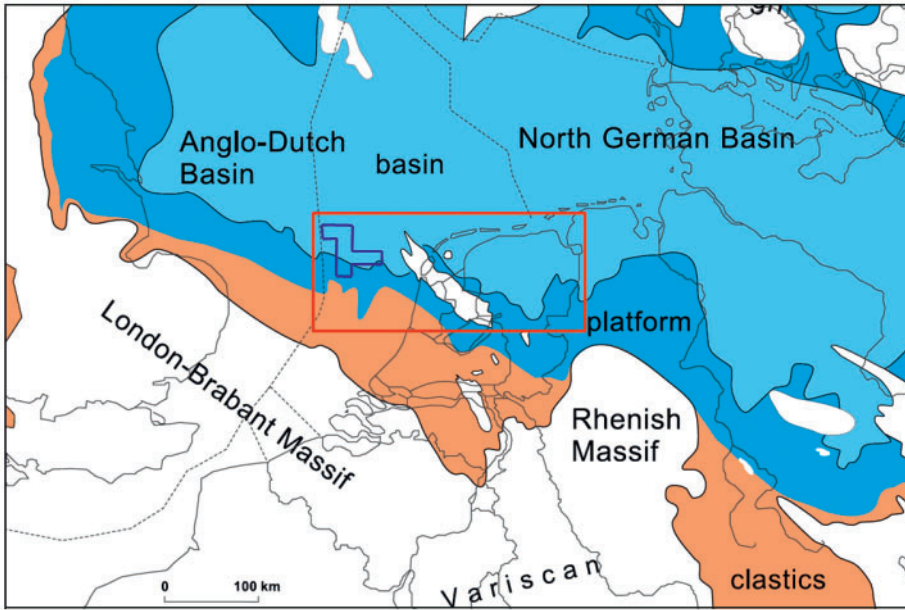 Anglo-Dutch
Basin
basin
North German Basin
platform
London-Brabant Massif
Rhenish
Massif
Variscan
clastics
0 100 km